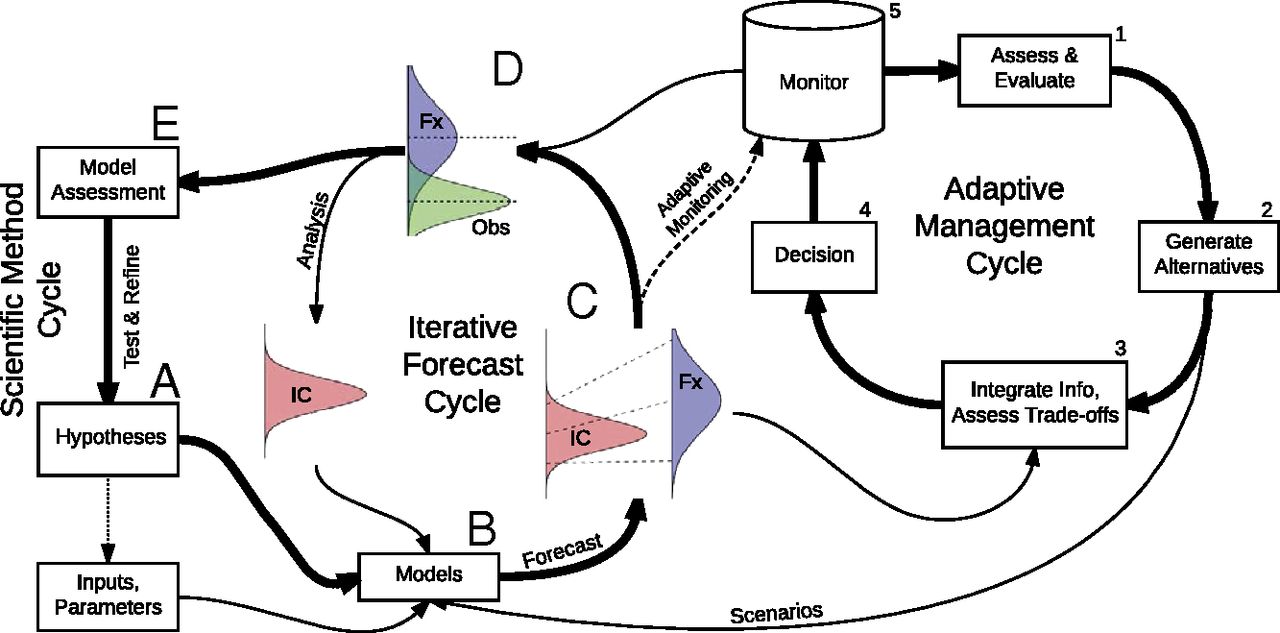 5
Monitor
1
Assess &
Evaluate
D
Fx
Obs
E
Model
Assessment
Analysis
Adaptive
Monitoring
Adaptive
Management
Cycle
4
Decision
2
Generate
Alternatives
Scientific Method
Cycle
Test & Refine
C
Iterative
Forecast
Cycle
IC
IC
Fx
3
Integrate Info,
Assess Trade-offs
A
Hypotheses
B
Models
Forecast
Inputs,
Parameters
Scenarios